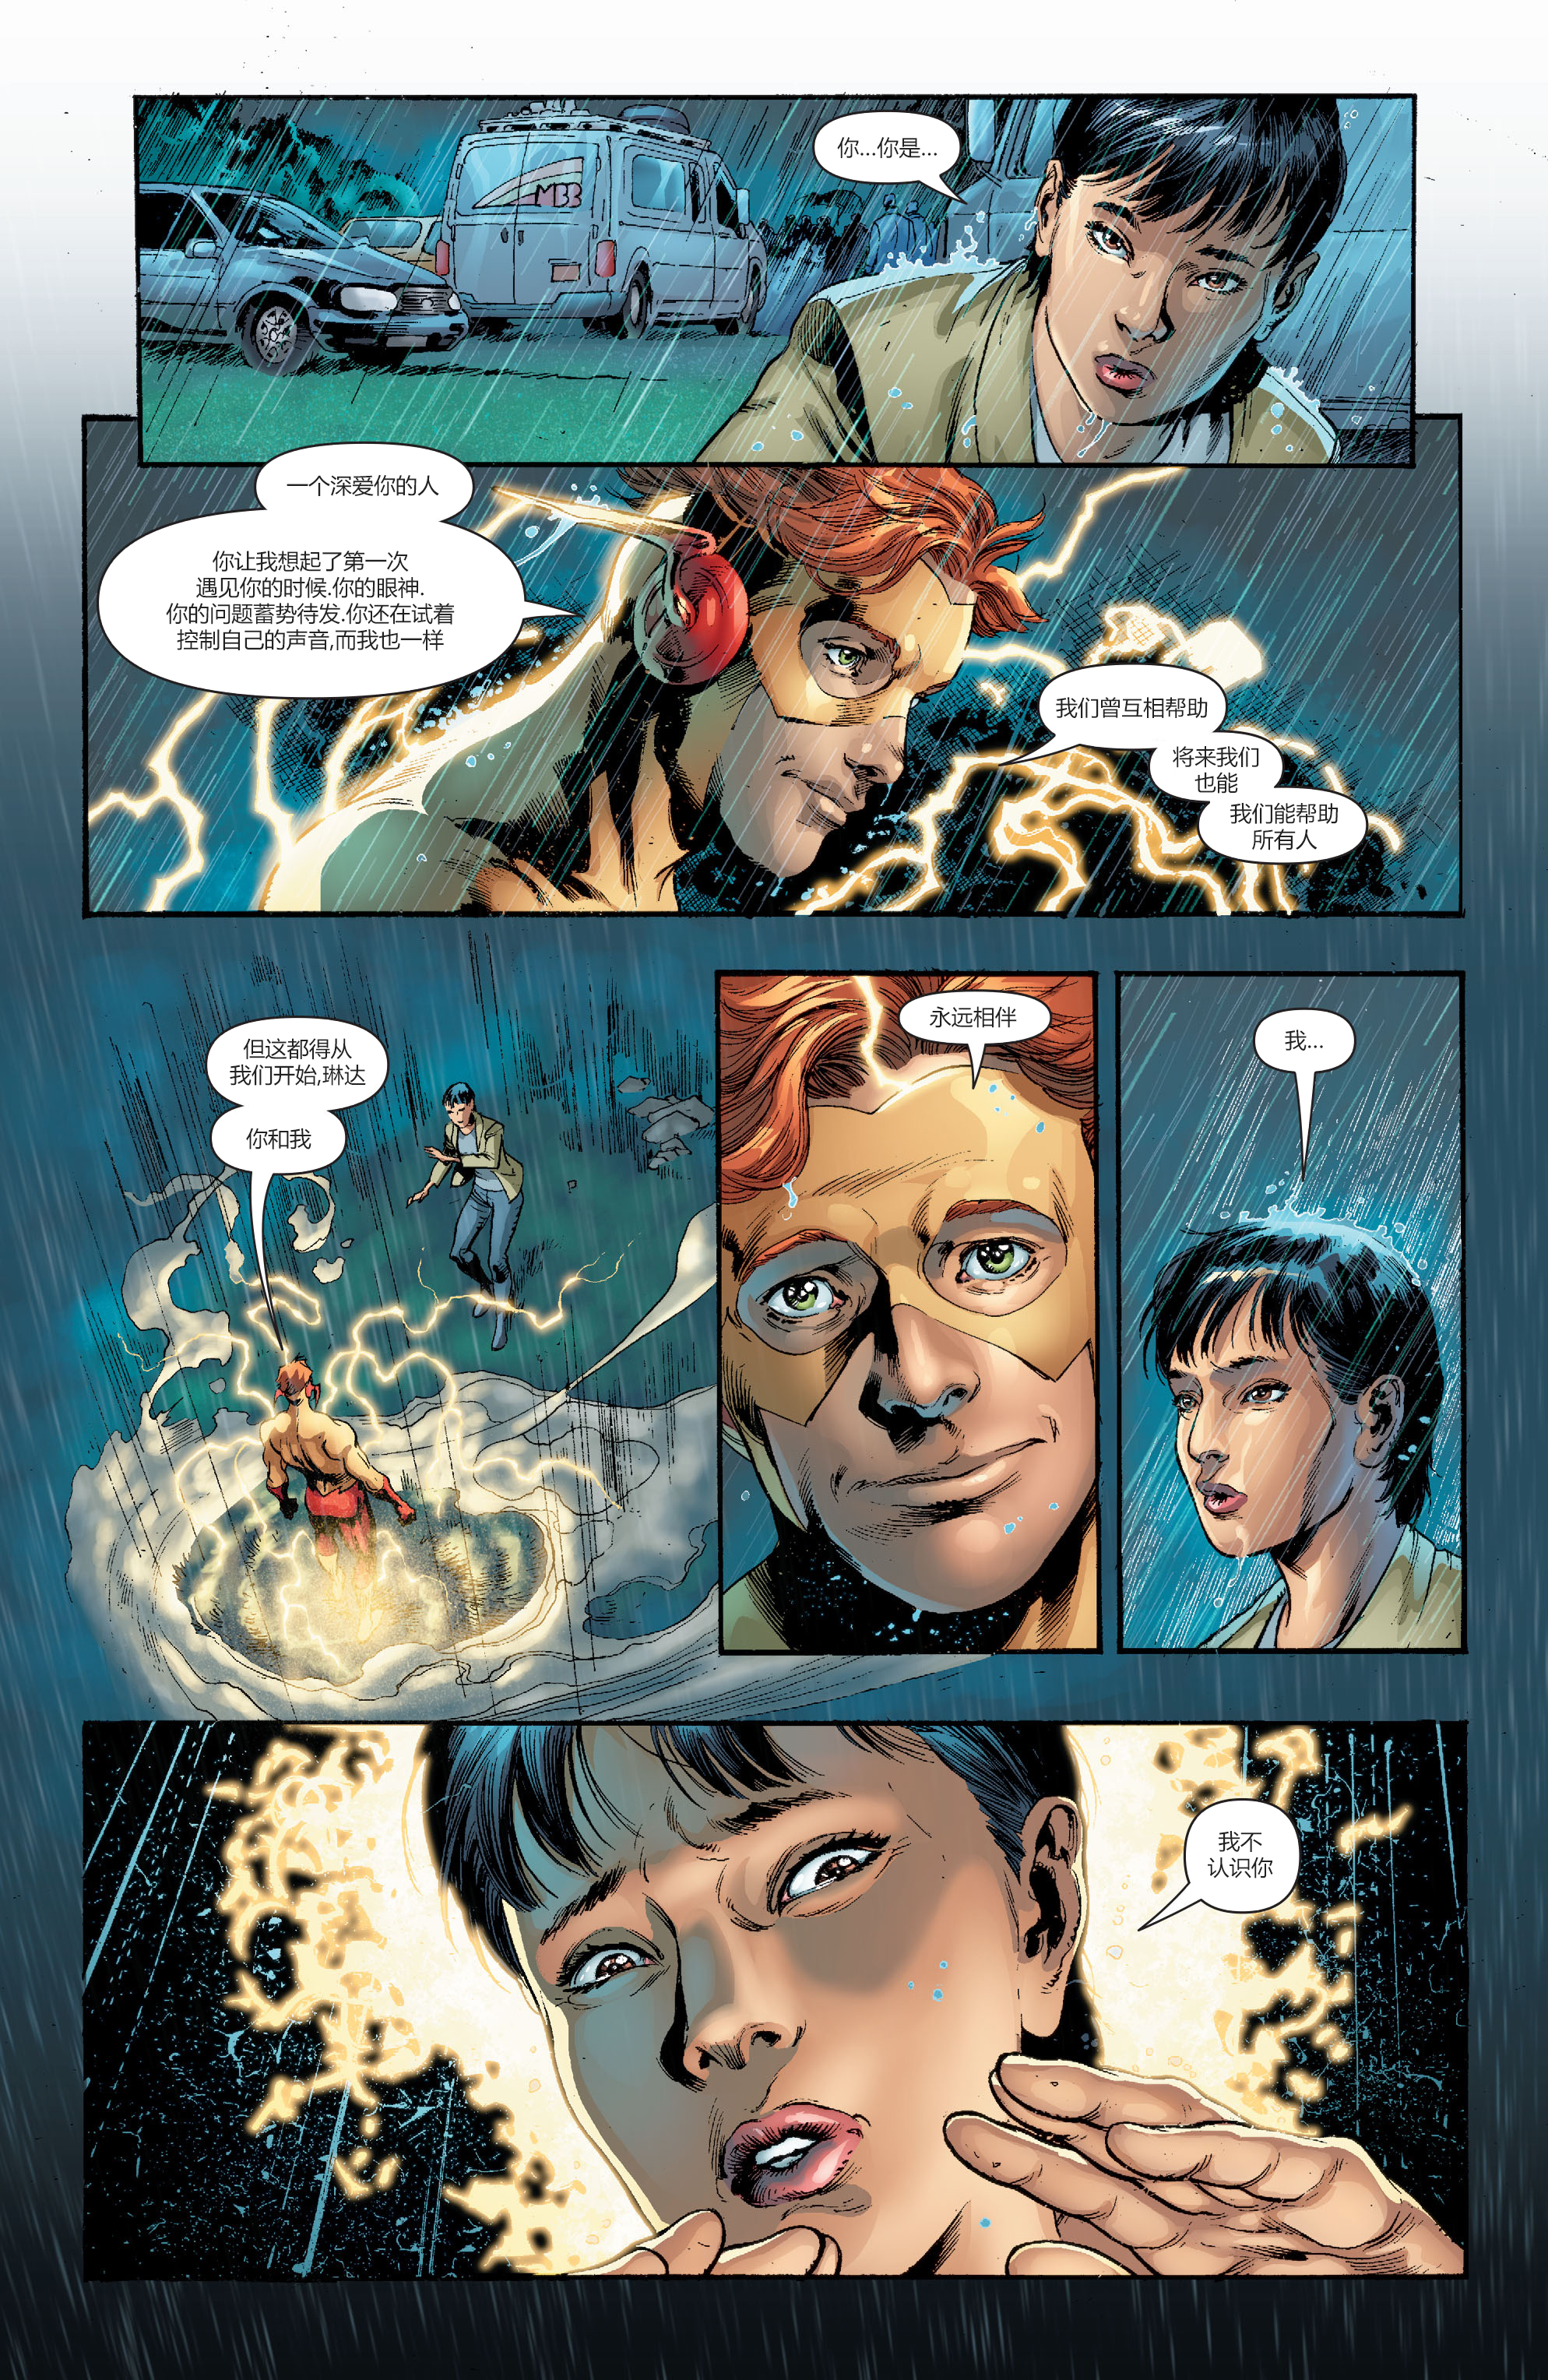 你…你是…
M33
一个深爱你的人
你让我想起了第一次
遇见你的时候.你的眼神.
你的问题蓄势待发.你还在试着
控制自己的声音,而我也一样
我们曾互相帮助
将来我们
也能
我们能帮助
所有人
但这都得从
我们开始,琳达
你和我
永远相伴
我…
我不
认识你